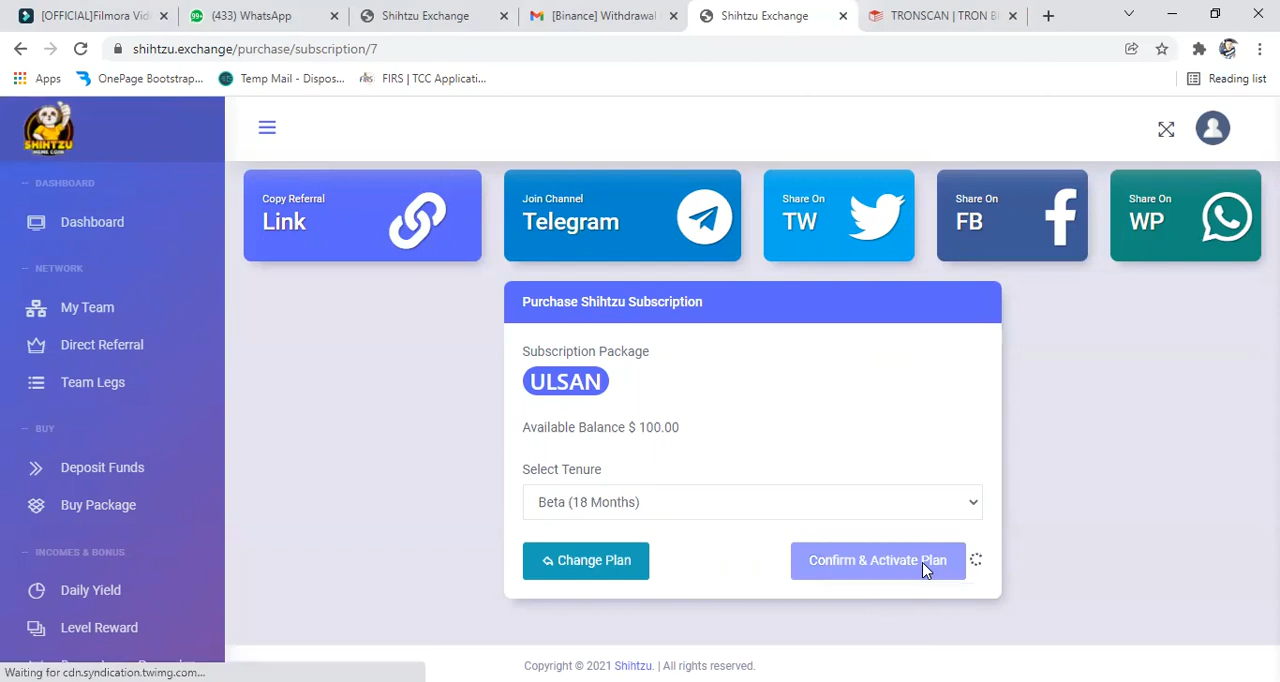 [OFFICIAL]Filmora Vid
(433) WhatsApp
Shihtzu Exchange
[Binance] Withdrawal
Shihtzu Exchange
TRONSCAN | TRON B
shihtzu.exchange/purchase/subscription/7
Apps
OnePage Bootstrap...
Temp Mail - Dispos...
FIRS | TCC Applicati...
Reading list
SHIHTZU
MEME COIN
Copy Referral
Link
Join Channel
Telegram
Share On
TW
Share On
FB
Share On
WP
-- DASHBOARD
Dashboard
-- NETWORK
My Team
Direct Referral
Team Legs
-- BUY
Deposit Funds
Buy Package
-- INCOMES & BONUS
Daily Yield
Level Reward
Purchase Shihtzu Subscription
Subscription Package
ULSAN
Available Balance $ 100.00
Select Tenure
Beta (18 Months)
Change Plan
Confirm & Activate Plan
Copyright © 2021 Shihtzu. | All rights reserved.
Waiting for cdn.syndication.twimg.com...